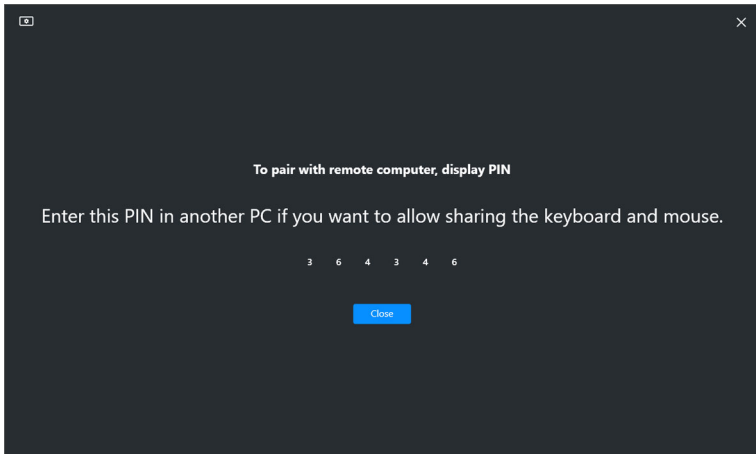 To pair with remote computer, display PIN
Enter this PIN in another PC if you want to allow sharing the keyboard and mouse.
3 6 4 3 4 6
Close